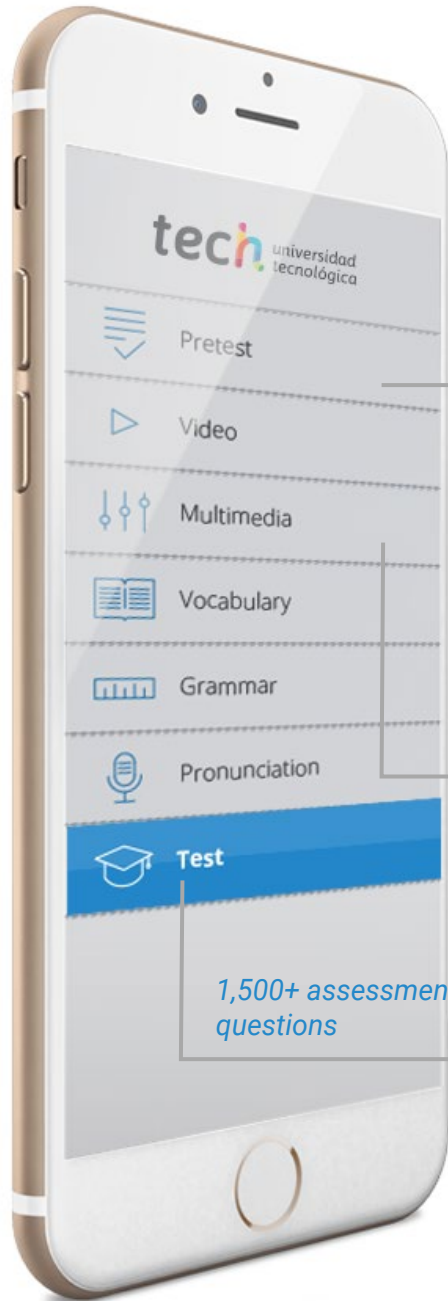 tech universidad
tecnológica
Pretest
Video
Multimedia
Vocabulary
Grammar
Pronunciation
Test
1,500+ assessmen
questions